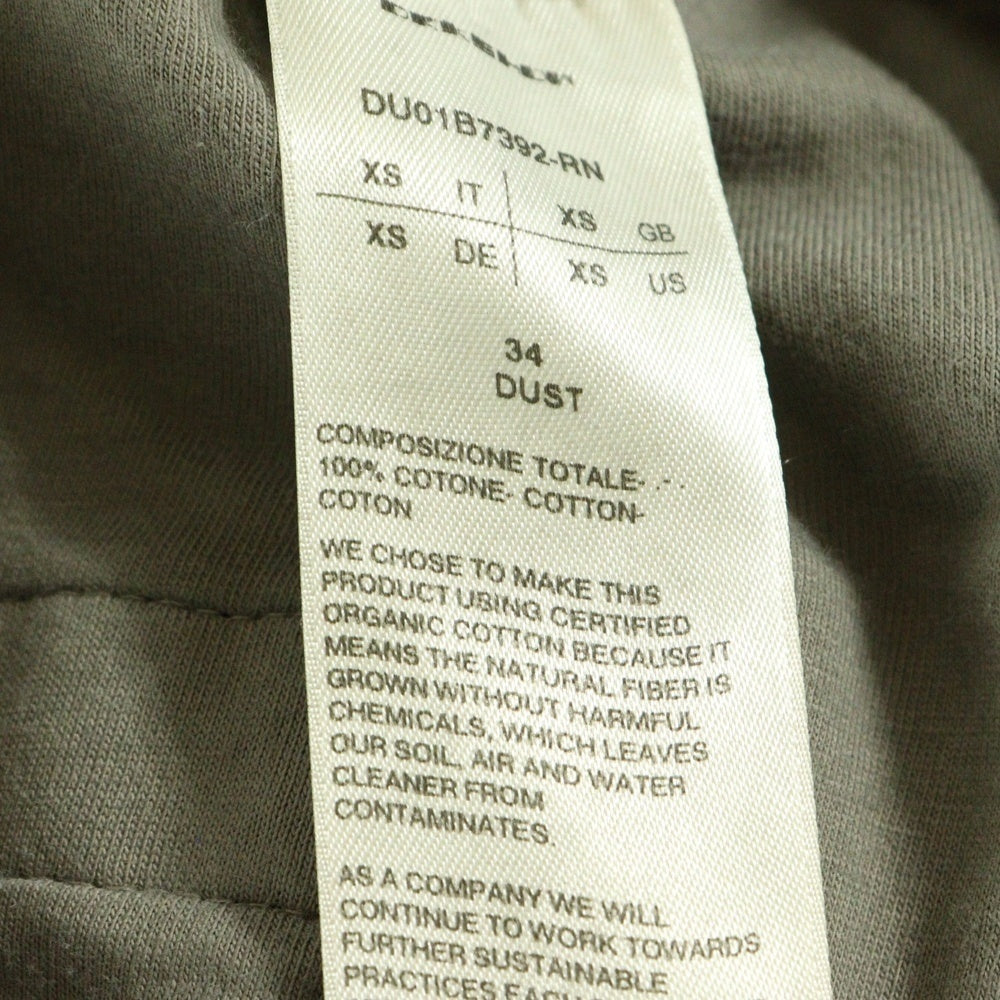 DU01B7392-RN
XS IT XS GB
XS DE XS US
34
DUST
COMPOSIZIONE TOTALE-
100% COTONE- COTTON-
COTON
WE CHOSE TO MAKE THIS
PRODUCT USING CERTIFIED
ORGANIC COTTON BECAUSE IT
MEANS THE NATURAL FIBER IS
GROWN WITHOUT HARMFUL
CHEMICALS, WHICH LEAVES
OUR SOIL, AIR AND WATER
CLEANER FROM
CONTAMINATES.
AS A COMPANY WE WILL
CONTINUE TO WORK TOWARDS
FURTHER SUSTAINABLE
PRACTICES